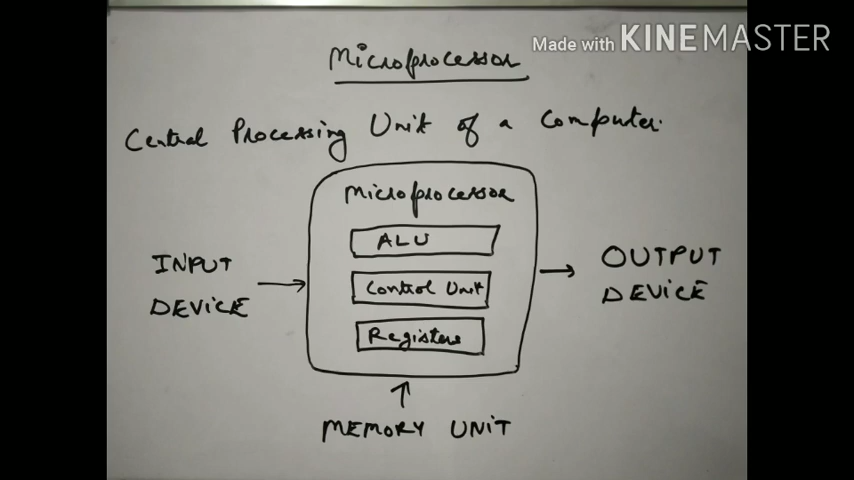 Made with KINEMASTER
Microprocessor
Central Processing Unit of a Computer.
Microprocessor
ALU
Control Unit
Registers
INPUT
DEVICE
OUTPUT
DEVICE
MEMORY UNIT